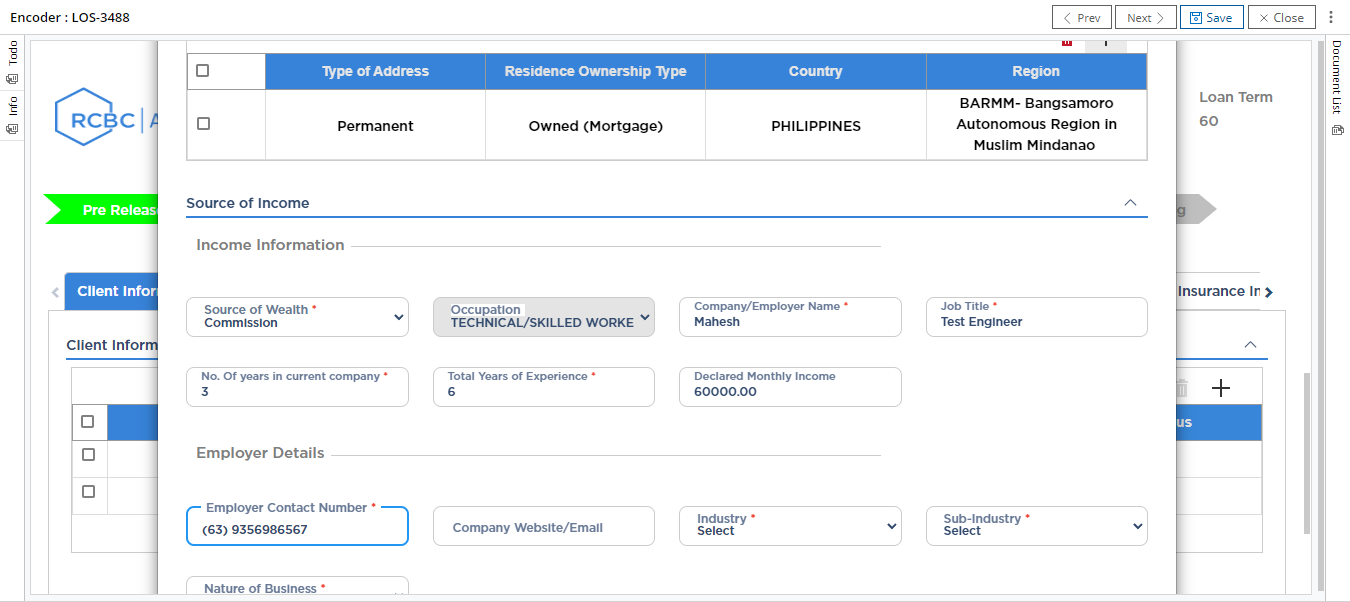 Encoder : LOS-3488
Prev
Next
Save
Close
Todo
Info
Document List
RCBC
Loan Term
60
Type of Address
Residence Ownership Type
Country
Region
Permanent
Owned (Mortgage)
PHILIPPINES
BARMM- Bangsamoro
Autonomous Region in
Muslim Mindanao
Pre Release
g
Source of Income
Income Information
Client Infor
Insurance In
Source of Wealth *
Commission
Occupation
TECHNICAL/SKILLED WORKE
Company/Employer Name *
Mahesh
Job Title *
Test Engineer
Client Inform
No. Of years in current company *
3
Total Years of Experience *
6
Declared Monthly Income
60000.00
us
Employer Details
Employer Contact Number *
(63) 9356986567
Company Website/Email
Industry *
Select
Sub-Industry *
Select
Nature of Business *